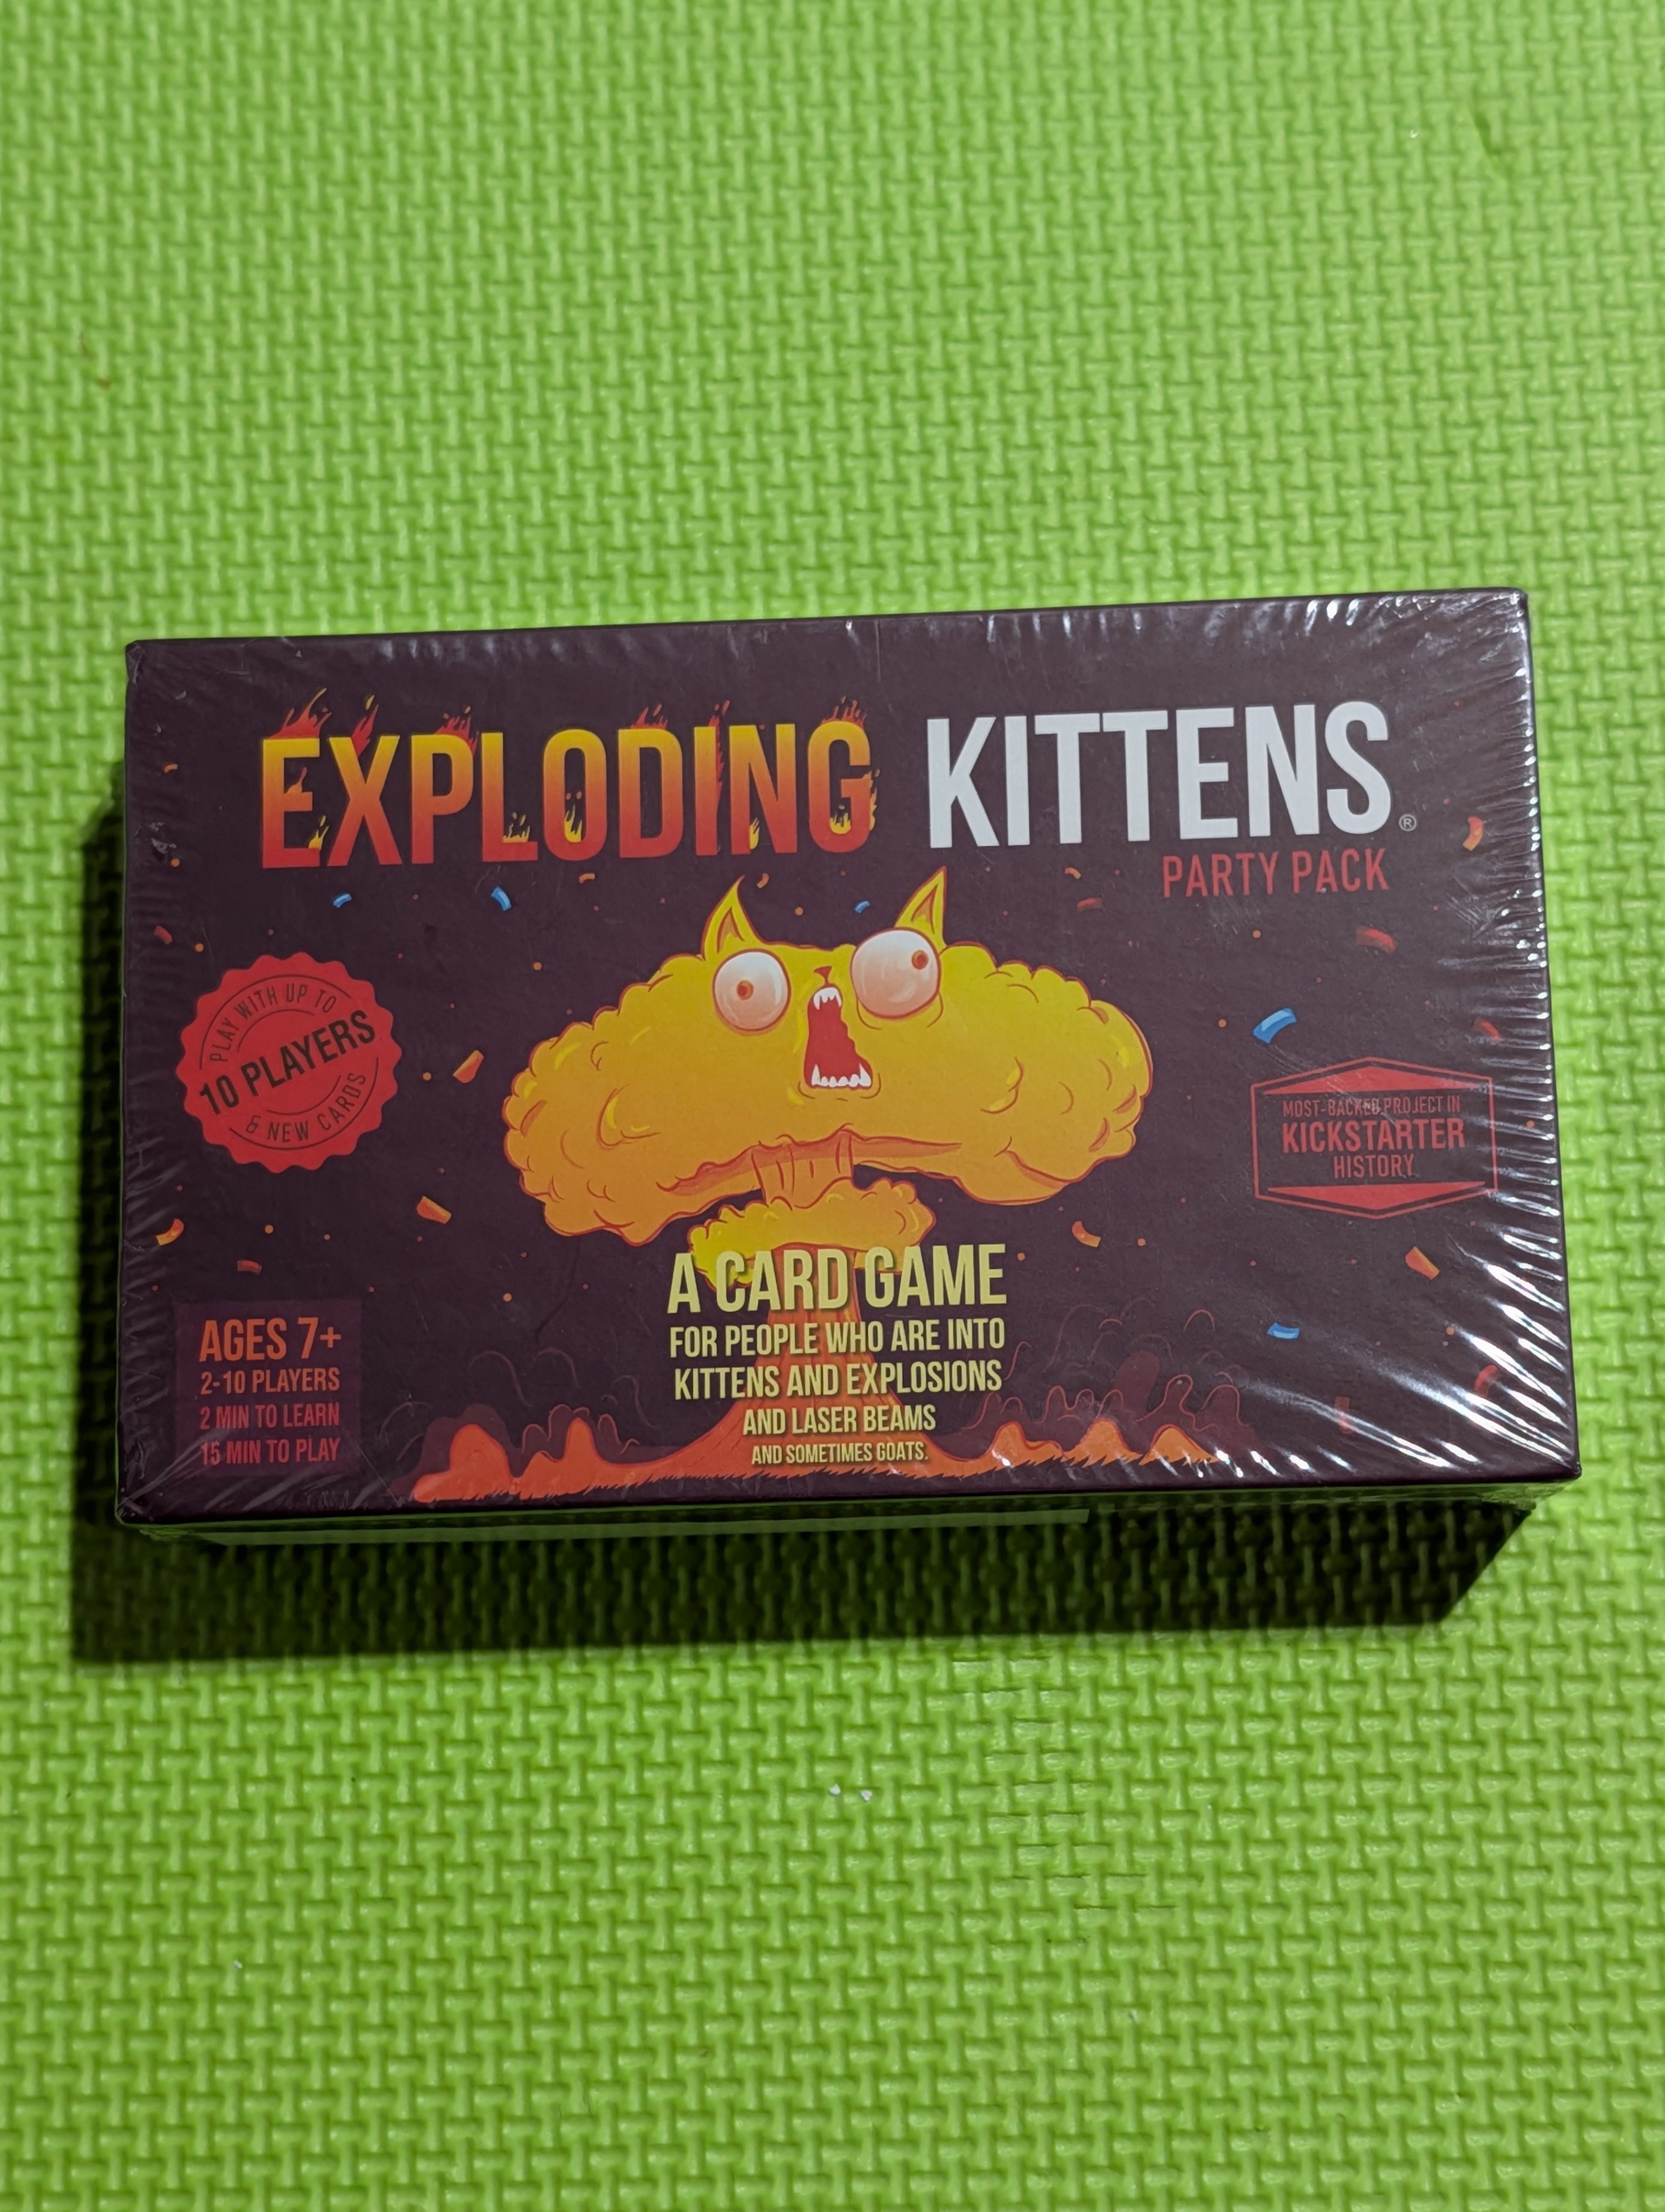 EXPLODING KITTENS®
PARTY PACK
PLAY WITH UP TO
10 PLAYERS
& NEW CARDS
MOST-BACKED PROJECT IN
KICKSTARTER
HISTORY
A CARD GAME
FOR PEOPLE WHO ARE INTO
KITTENS AND EXPLOSIONS
AND LASER BEAMS
AND SOMETIMES GOATS.
AGES 7+
2-10 PLAYERS
2 MIN TO LEARN
15 MIN TO PLAY